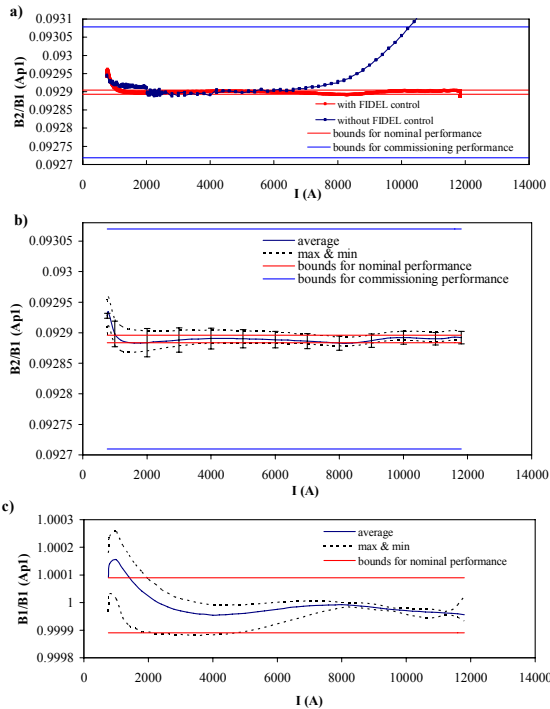 a)
0.0931
0.09305
0.093
0.09295
0.0929
0.09285
0.0928
0.09275
0.0927
B2/B1 (Ap1)
with FIDEL control
without FIDEL control
bounds for nominal performance
bounds for commissioning performance
0 2000 4000 6000 8000 10000 12000 14000
I (A)
b)
0.09305
0.093
0.09295
0.0929
0.09285
0.0928
0.09275
0.0927
B2/B1 (Ap1)
average
max & min
bounds for nominal performance
bounds for commissioning performance
0 2000 4000 6000 8000 10000 12000 14000
I (A)
c)
1.0003
1.0002
1.0001
1
0.9999
0.9998
B1/B1 (Ap1)
average
max & min
bounds for nominal performance
0 2000 4000 6000 8000 10000 12000 14000
I (A)